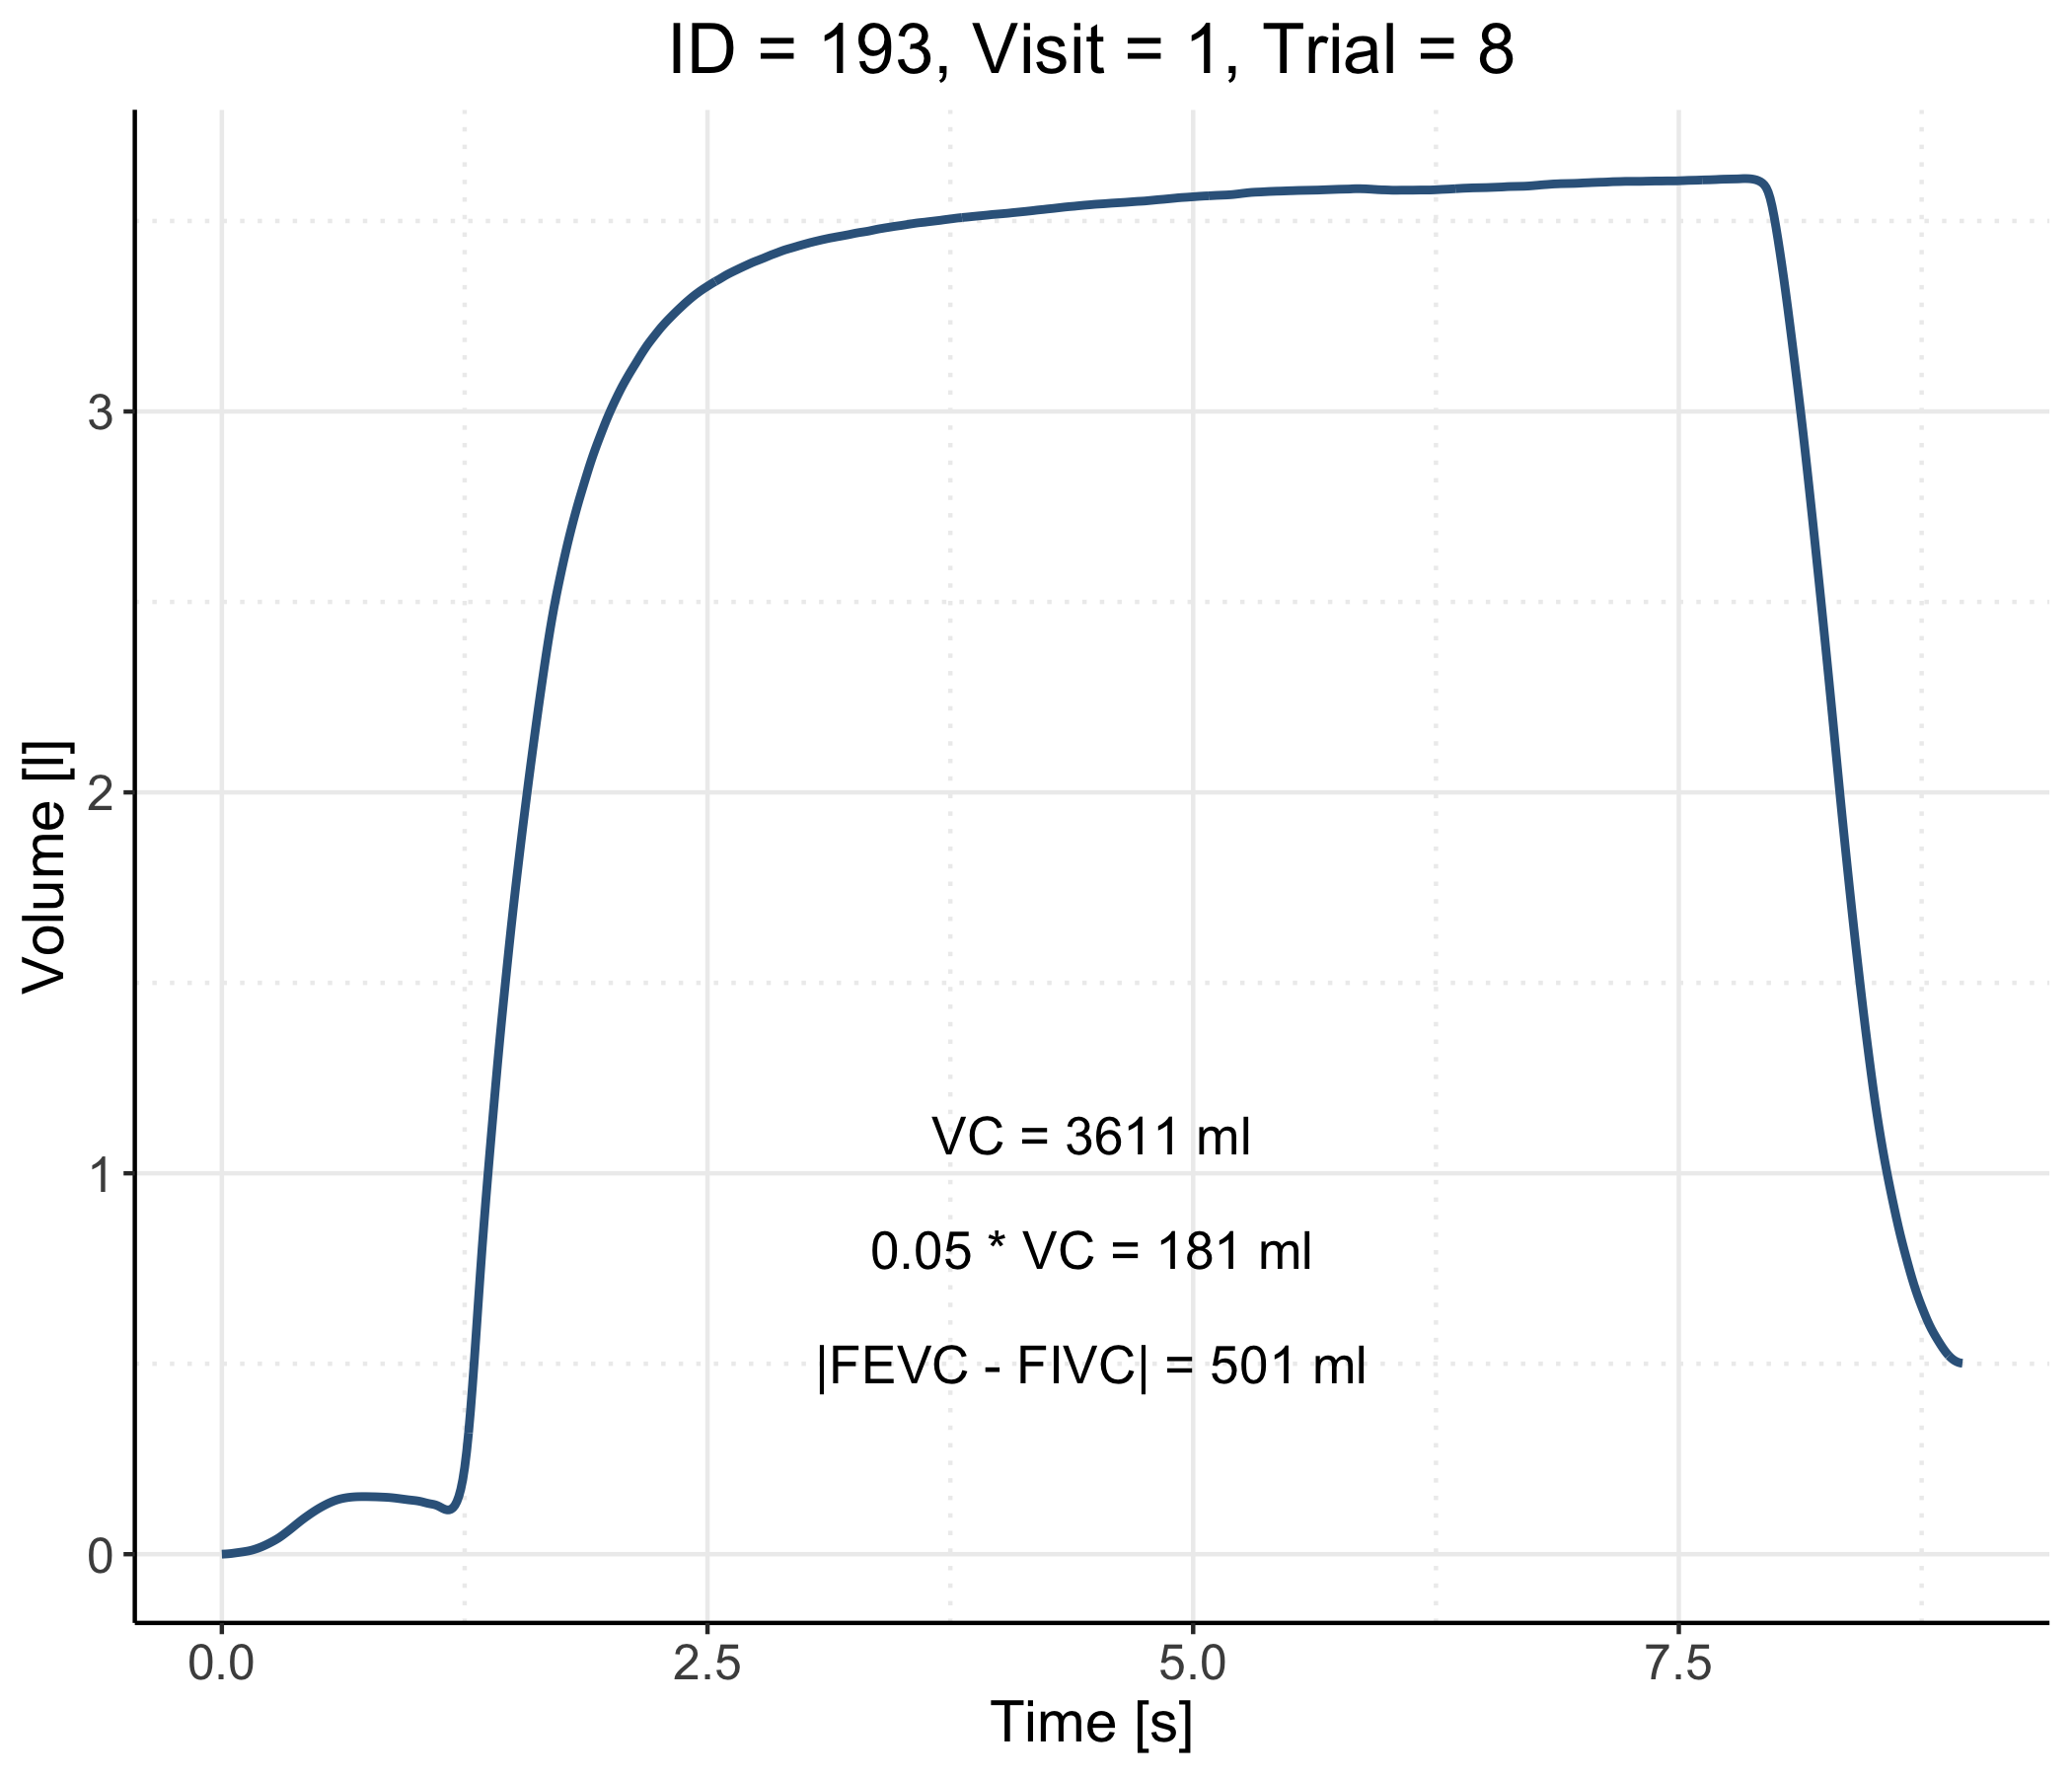 ID = 193, Visit = 1, Trial = 8
Volume [l]
3
2
1
0
VC = 3611 ml
0.05 * VC = 181 ml
|FEVC - FIVC| = 501 ml
0.0 2.5 5.0 7.5
Time [s]